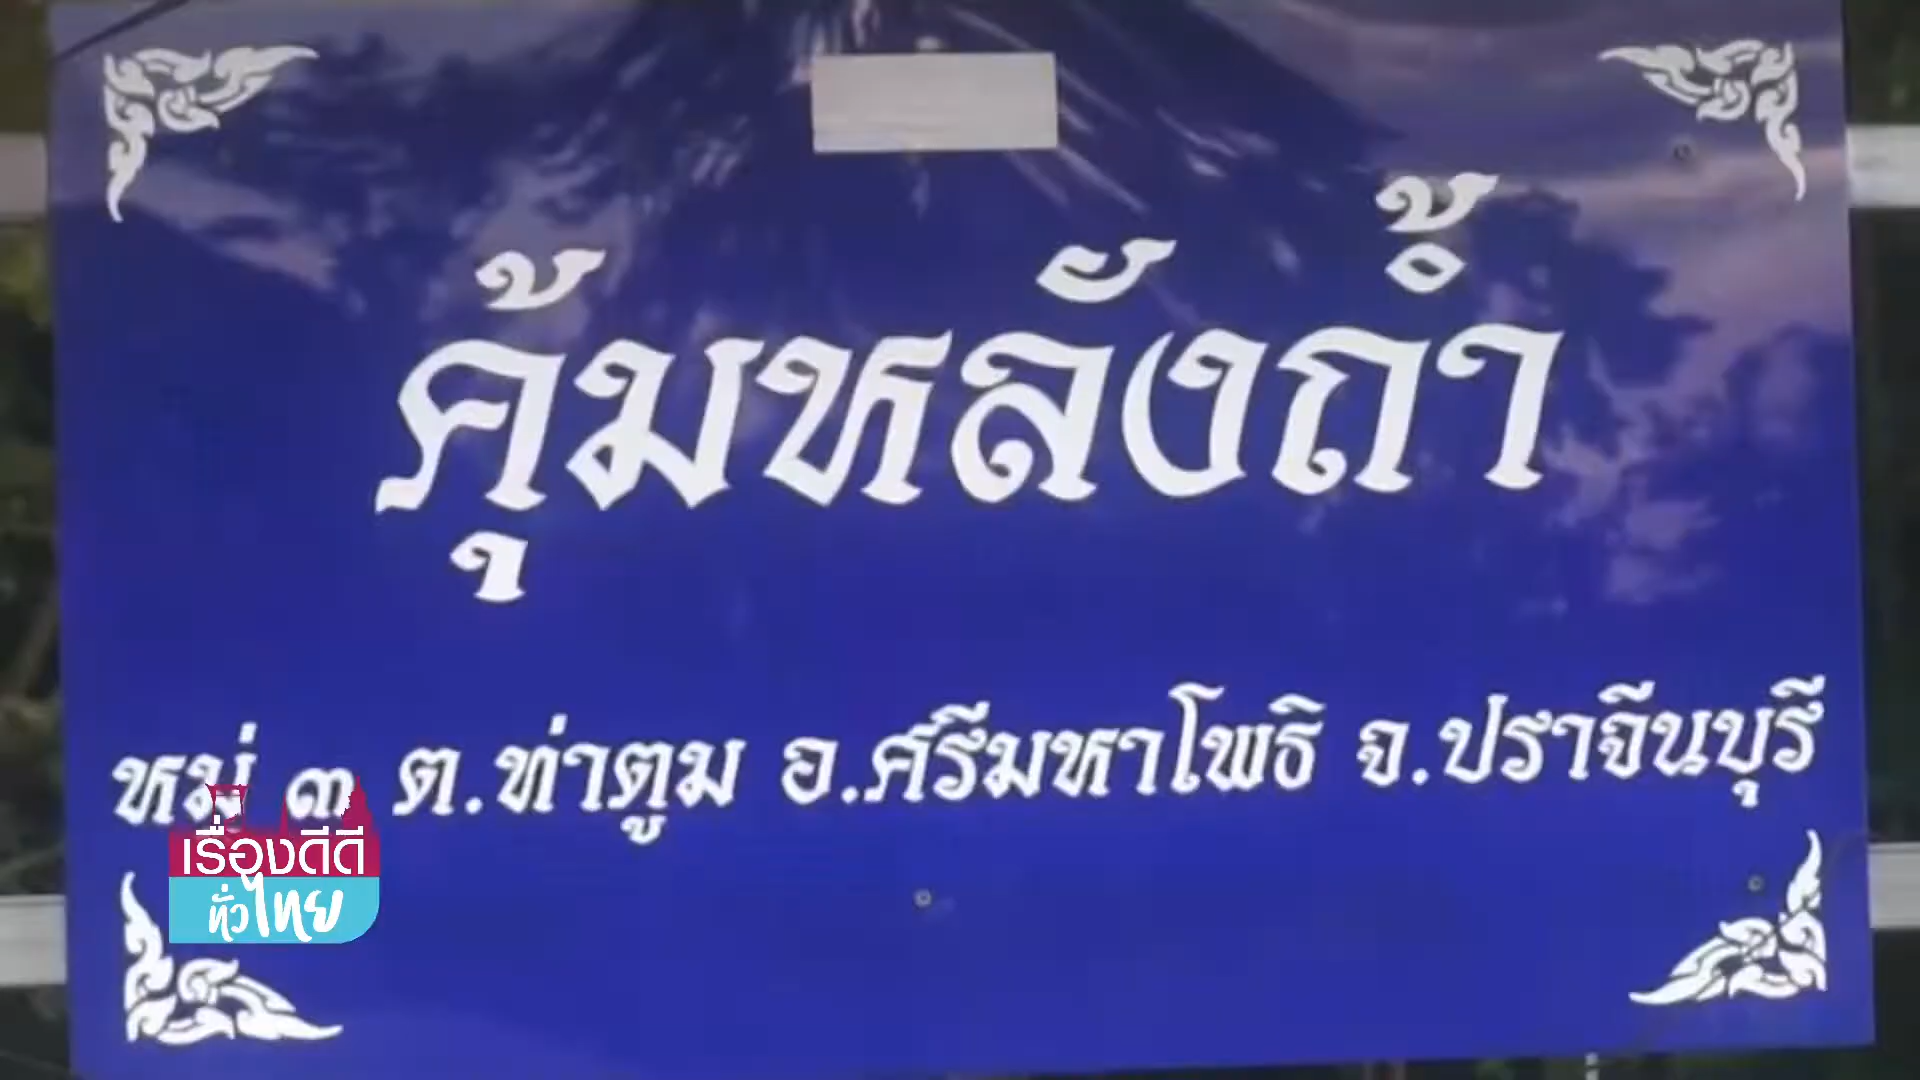 คุ้มหลังถ้ำ
หมู่ ๓ ต.ท่าตูม อ.ศรีมหาโพธิ จ.ปราจีนบุรี
เรื่องดีดี
ทั่วไทย